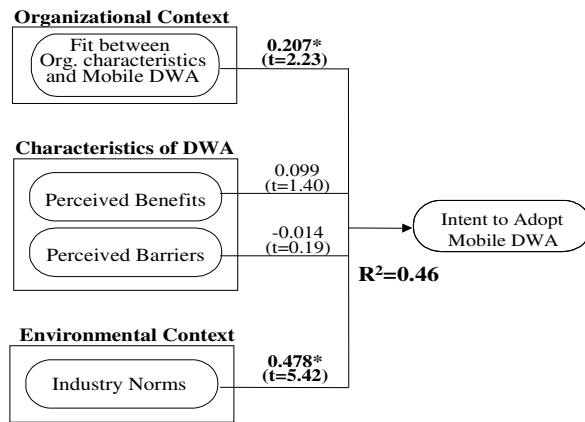 Organizational Context
Fit between
Org. characteristics
and Mobile DWA
0.207*
(t=2.23)
Characteristics of DWA
Perceived Benefits
0.099
(t=1.40)
Perceived Barriers
-0.014
(t=0.19)
Intent to Adopt
Mobile DWA
R²=0.46
Environmental Context
Industry Norms
0.478*
(t=5.42)